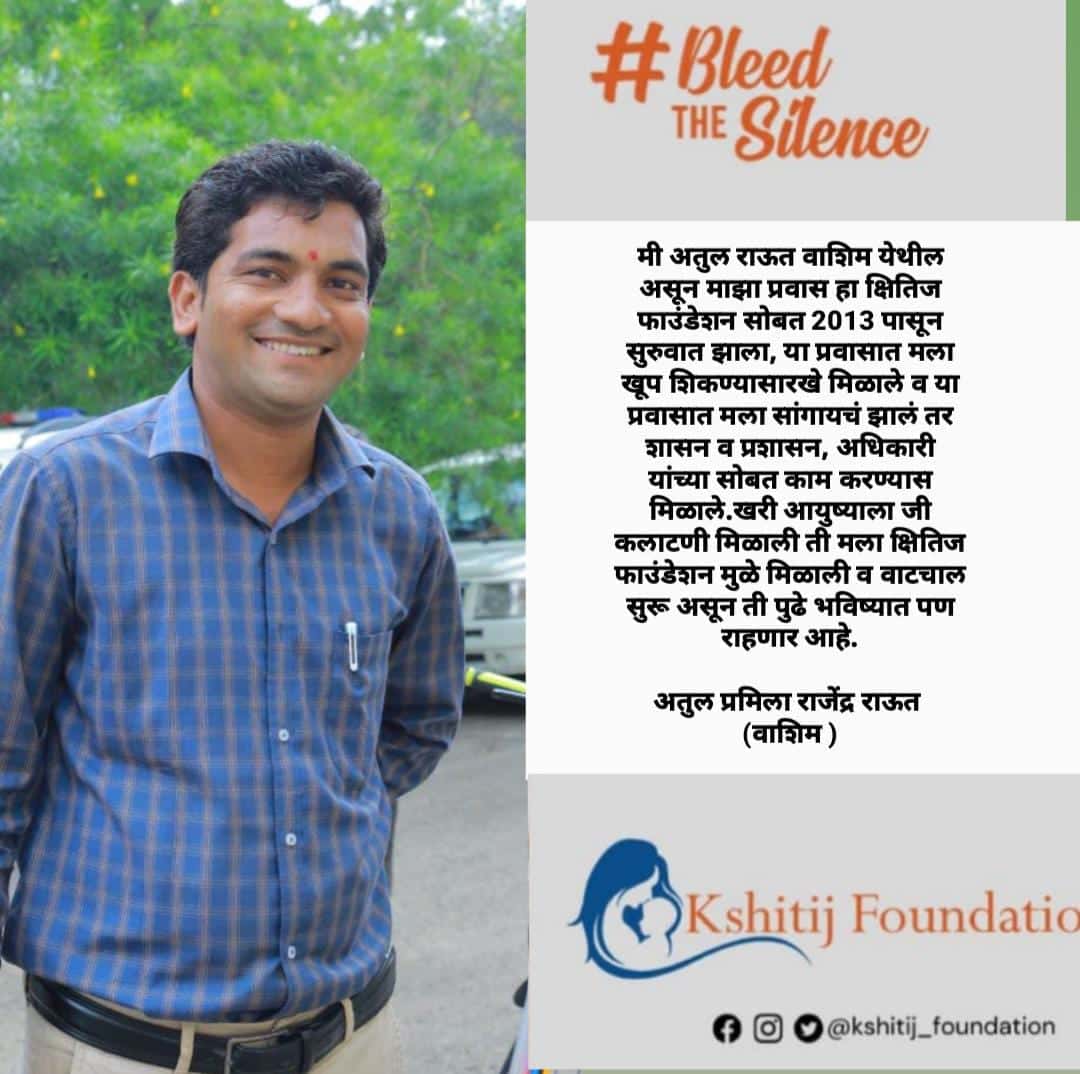 #Bleed
THE Silence
मी अतुल राऊत वाशिम येथील
असून माझा प्रवास हा क्षितिज
फाउंडेशन सोबत 2013 पासून
सुरुवात झाला, या प्रवासात मला
खूप शिकण्यासारखे मिळाले व या
प्रवासात मला सांगायचं झालं तर
शासन व प्रशासन, अधिकारी
यांच्या सोबत काम करण्यास
मिळाले.खरी आयुष्याला जी
कलाटणी मिळाली ती मला क्षितिज
फाउंडेशन मुळे मिळाली व वाटचाल
सुरू असून ती पुढे भविष्यात पण
राहणार आहे.
अतुल प्रमिला राजेंद्र राऊत
(वाशिम )
Kshitij Foundatio
@kshitij_foundation